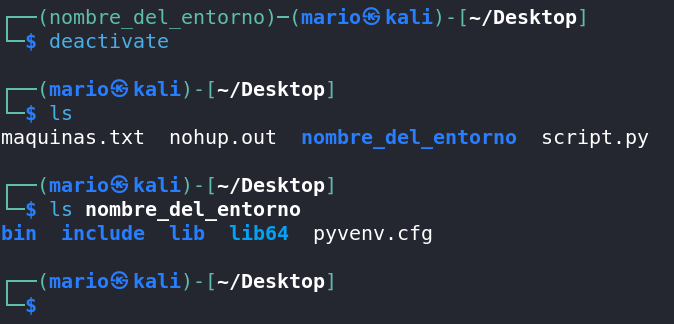 ┌──(nombre_del_entorno)─(mario㉿kali)-[~/Desktop]
└─$ deactivate
┌──(mario㉿kali)-[~/Desktop]
└─$ ls
maquinas.txt  nohup.out  nombre_del_entorno  script.py
┌──(mario㉿kali)-[~/Desktop]
└─$ ls nombre_del_entorno
bin  include  lib  lib64  pyvenv.cfg
┌──(mario㉿kali)-[~/Desktop]
└─$